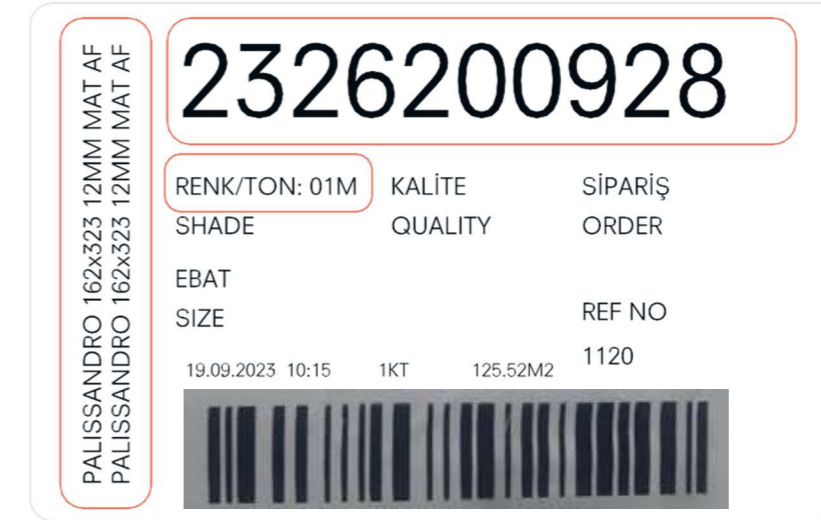 PALISSANDRO 162x323 12MM MAT AF
PALISSANDRO 162x323 12MM MAT AF
2326200928
RENK/TON: 01M KALİTE SİPARİŞ
SHADE QUALITY ORDER
EBAT
SIZE REF NO
19.09.2023 10:15 1KT 125.52M2 1120